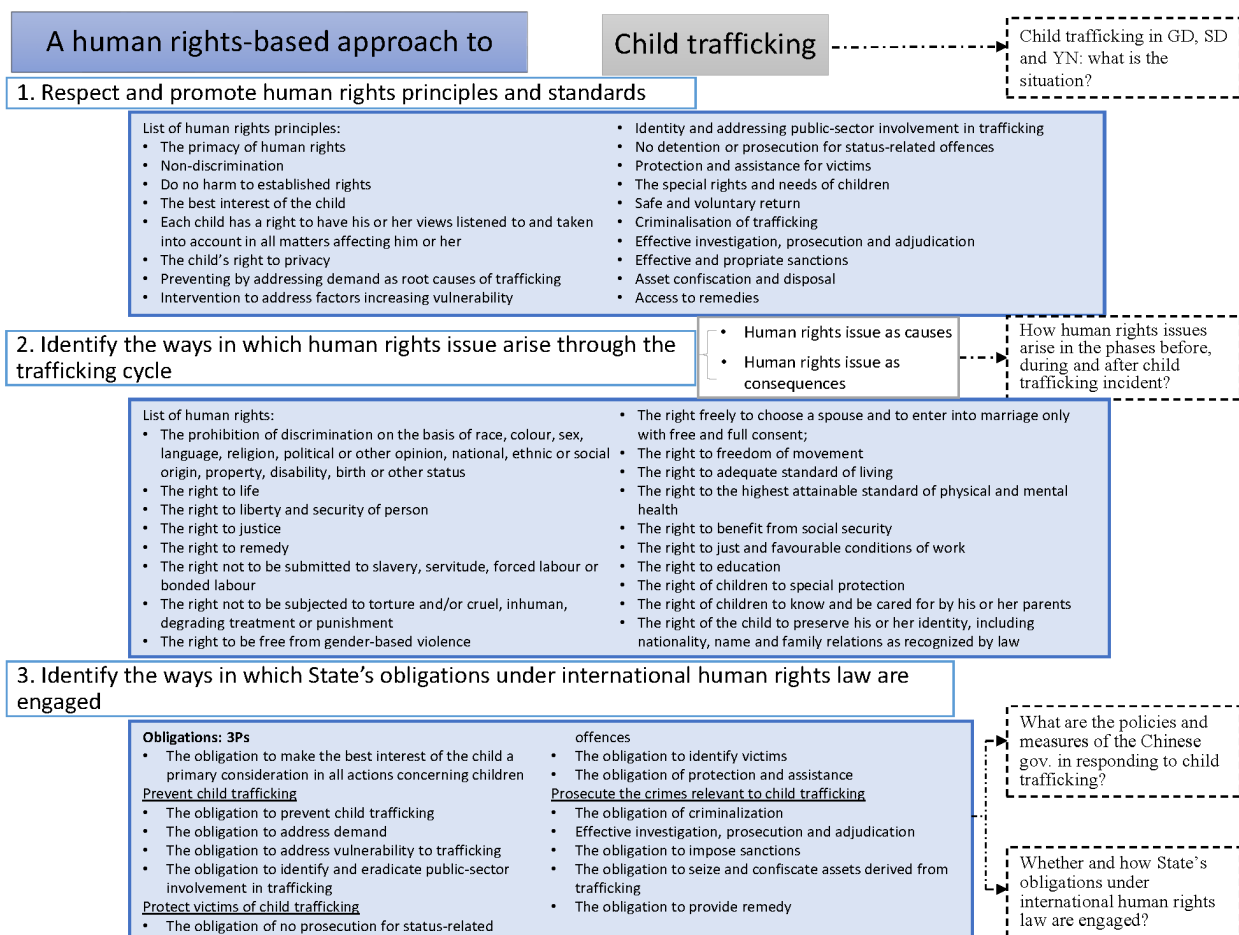 A human rights-based approach to
Child trafficking
Child trafficking in GD, SD
and YN: what is the
situation?
1. Respect and promote human rights principles and standards
List of human rights principles:
• The primacy of human rights
• Non-discrimination
• Do no harm to established rights
• The best interest of the child
• Each child has a right to have his or her views listened to and taken
into account in all matters affecting him or her
• The child's right to privacy
• Preventing by addressing demand as root causes of trafficking
• Intervention to address factors increasing vulnerability
• Identity and addressing public-sector involvement in trafficking
• No detention or prosecution for status-related offences
• Protection and assistance for victims
• The special rights and needs of children
• Safe and voluntary return
• Criminalisation of trafficking
• Effective investigation, prosecution and adjudication
• Effective and propriate sanctions
• Asset confiscation and disposal
• Access to remedies
2. Identify the ways in which human rights issue arise through the
trafficking cycle
• Human rights issue as causes
• Human rights issue as
consequences
How human rights issues
arise in the phases before,
during and after child
trafficking incident?
List of human rights:
• The prohibition of discrimination on the basis of race, colour, sex,
language, religion, political or other opinion, national, ethnic or social
origin, property, disability, birth or other status
• The right to life
• The right to liberty and security of person
• The right to justice
• The right to remedy
• The right not to be submitted to slavery, servitude, forced labour or
bonded labour
• The right not to be subjected to torture and/or cruel, inhuman,
degrading treatment or punishment
• The right to be free from gender-based violence
• The right freely to choose a spouse and to enter into marriage only
with free and full consent;
• The right to freedom of movement
• The right to adequate standard of living
• The right to the highest attainable standard of physical and mental
health
• The right to benefit from social security
• The right to just and favourable conditions of work
• The right to education
• The right of children to special protection
• The right of children to know and be cared for by his or her parents
• The right of the child to preserve his or her identity, including
nationality, name and family relations as recognized by law
3. Identify the ways in which State's obligations under international human rights law are
engaged
Obligations: 3Ps
• The obligation to make the best interest of the child a
primary consideration in all actions concerning children
Prevent child trafficking
• The obligation to prevent child trafficking
• The obligation to address demand
• The obligation to address vulnerability to trafficking
• The obligation to identify and eradicate public-sector
involvement in trafficking
Protect victims of child trafficking
• The obligation of no prosecution for status-related
offences
• The obligation to identify victims
• The obligation of protection and assistance
Prosecute the crimes relevant to child trafficking
• The obligation of criminalization
• Effective investigation, prosecution and adjudication
• The obligation to impose sanctions
• The obligation to seize and confiscate assets derived from
trafficking
• The obligation to provide remedy
What are the policies and
measures of the Chinese
gov. in responding to child
trafficking?
Whether and how State's
obligations under
international human rights
law are engaged?